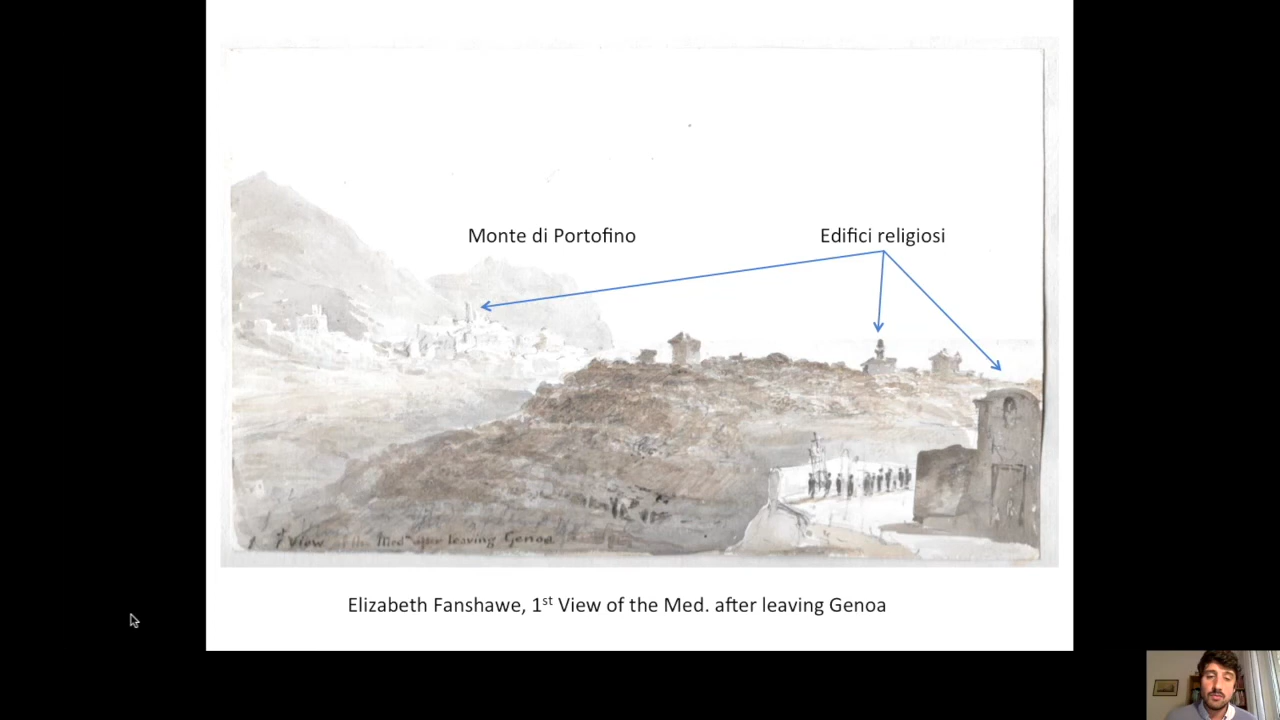 Monte di Portofino
Edifici religiosi
View of the Med after leaving Genoa
Elizabeth Fanshawe, 1st View of the Med. after leaving Genoa